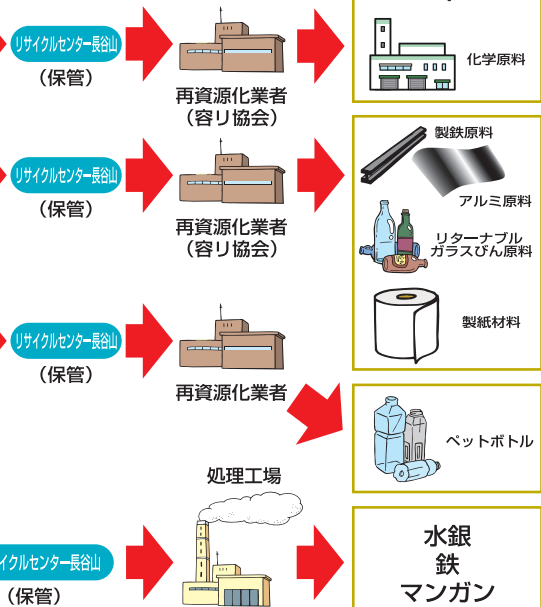 リサイクルセンター長谷山
（保管）
再資源化業者
（容リ協会）
化学原料
リサイクルセンター長谷山
（保管）
再資源化業者
（容リ協会）
製鉄原料
アルミ原料
リターナブル
ガラスびん原料
製紙材料
リサイクルセンター長谷山
（保管）
再資源化業者
ペットボトル
処理工場
イクルセンター長谷山
（保管）
水銀
鉄
マンガン